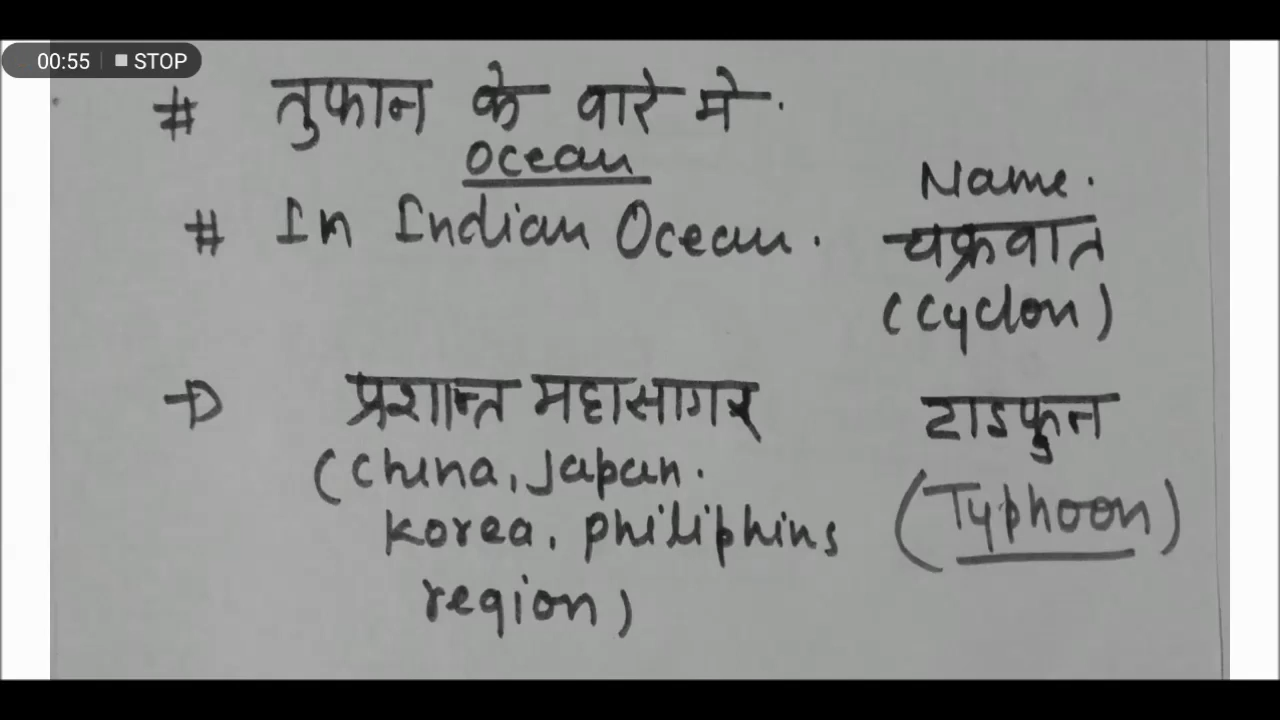 00:55 STOP
# तुफान के वारे मे.
Ocean
Name.
# In Indian Ocean. चक्रवात
(Cyclon)
→ प्रशान्त महासागर टाइफुन
(China, Japan.
Korea, philiphins (Typhoon)
region)